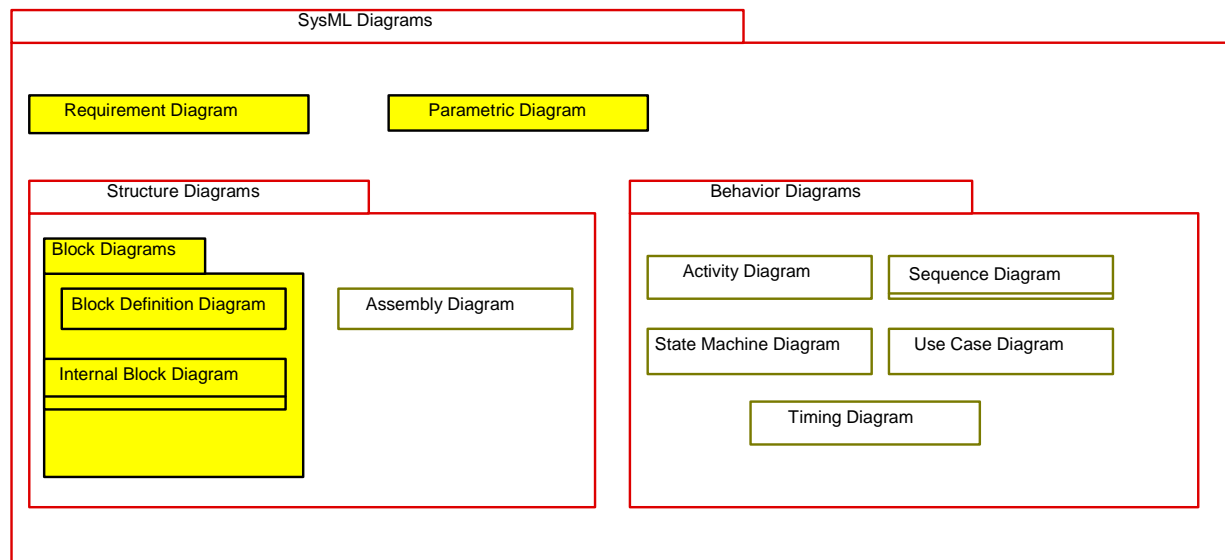 SysML Diagrams
Requirement Diagram
Parametric Diagram
Structure Diagrams
Block Diagrams
Block Definition Diagram
Internal Block Diagram
Assembly Diagram
Behavior Diagrams
Activity Diagram
Sequence Diagram
State Machine Diagram
Use Case Diagram
Timing Diagram